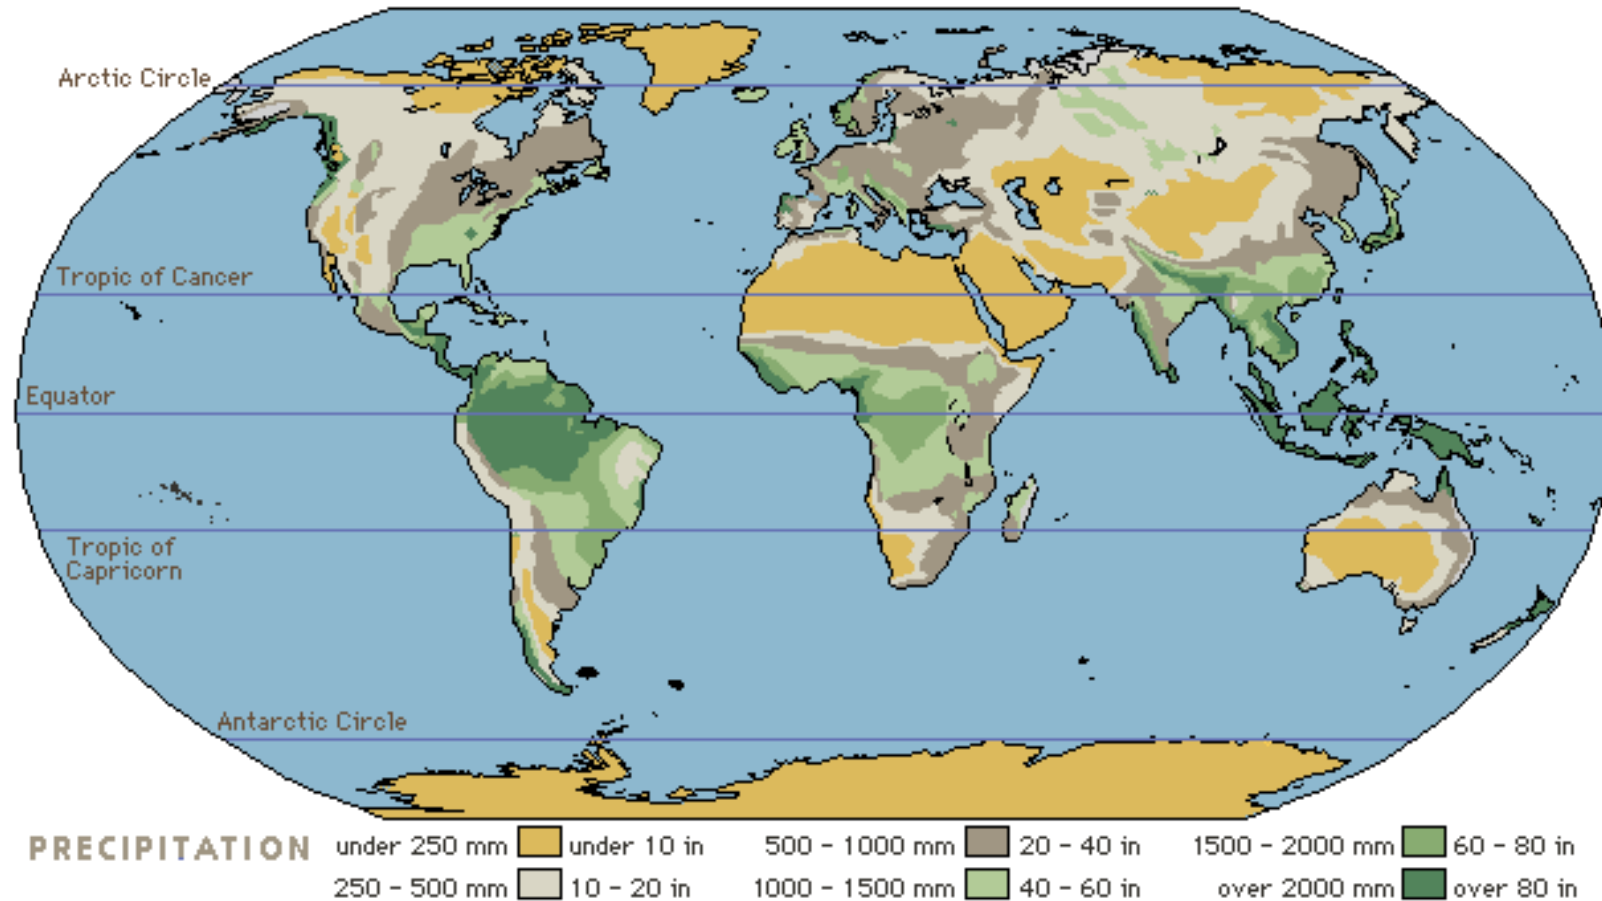 Arctic Circle
Tropic of Cancer
Equator
Tropic of
Capricorn
Antarctic Circle
PRECIPITATION
under 250 mm under 10 in
250 - 500 mm 10 - 20 in
500 - 1000 mm 20 - 40 in
1000 - 1500 mm 40 - 60 in
1500 - 2000 mm 60 - 80 in
over 2000 mm over 80 in